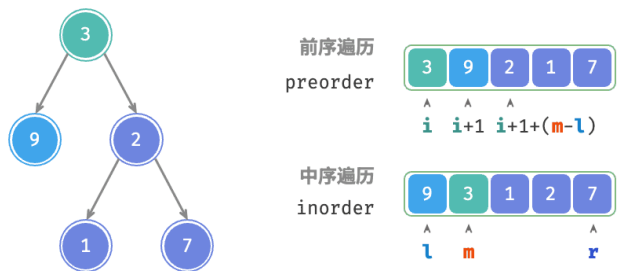 3
9
2
1
7
前序遍历
preorder
3 9 2 1 7
i i+1 i+1+(m-l)
中序遍历
inorder
9 3 1 2 7
l m r